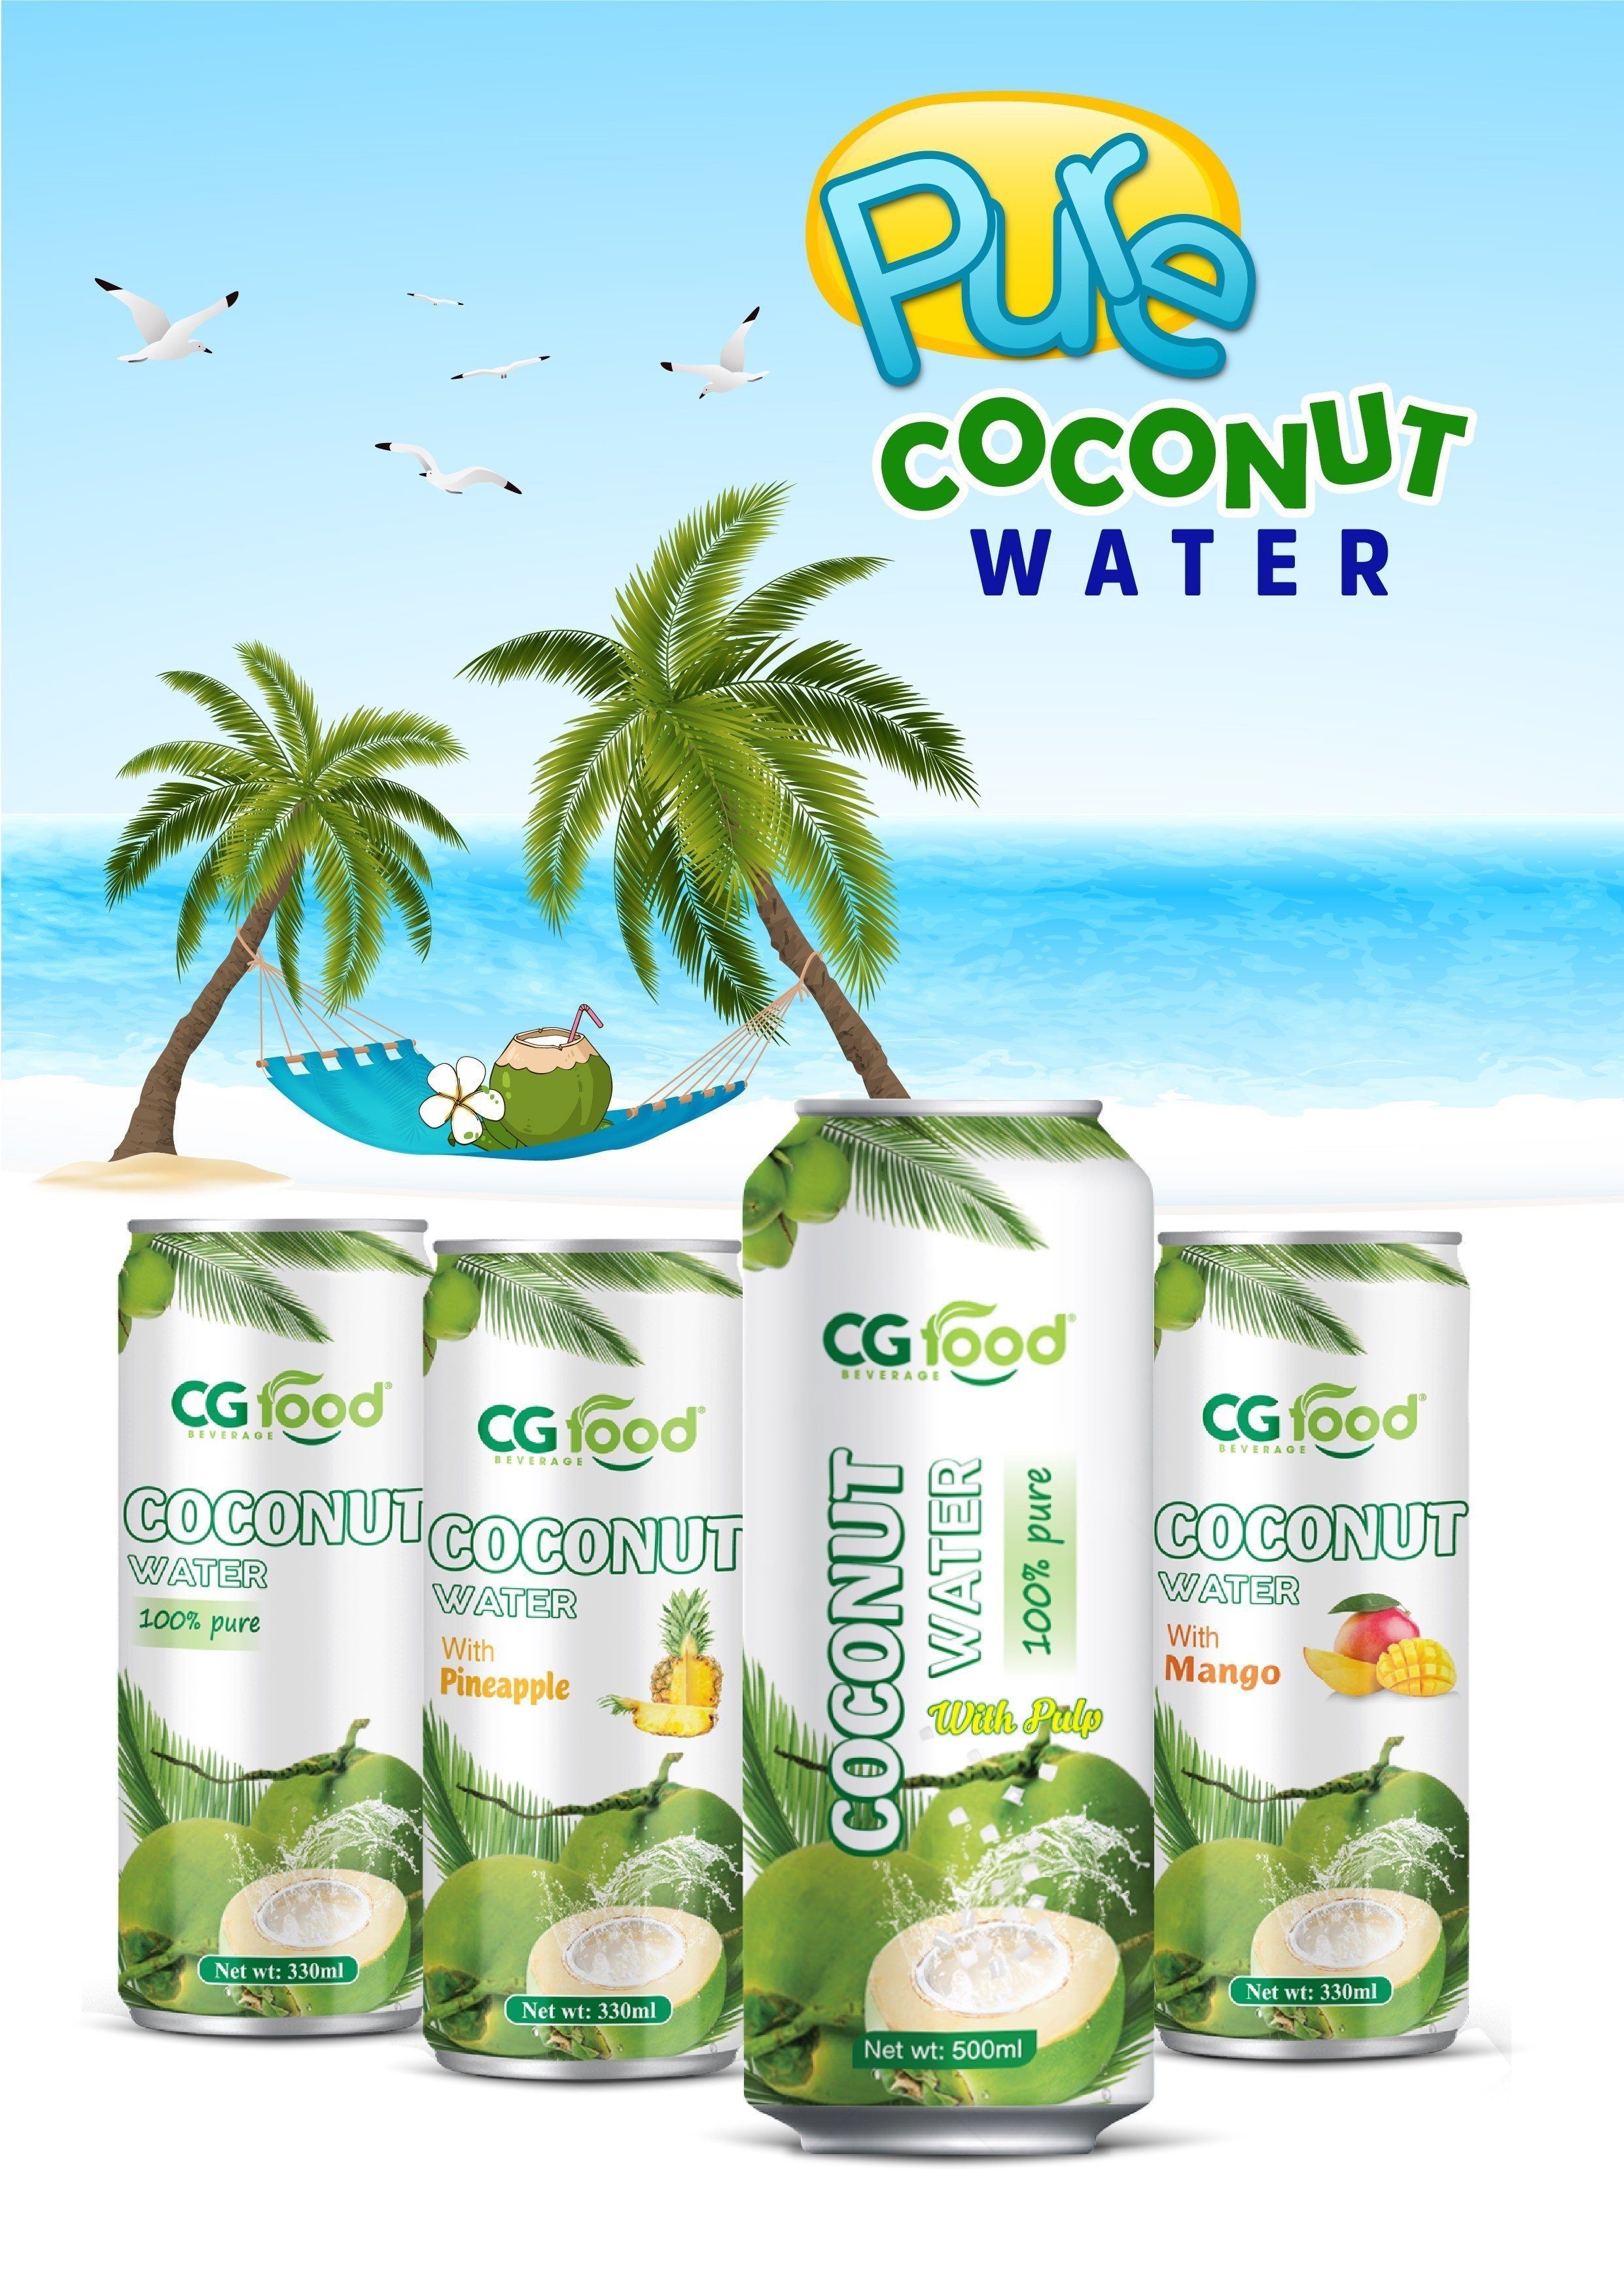 Pure
COCONUT
WATER
CG food®
BEVERAGE
COCONUT
WATER
100% pure
Net wt: 330ml
CG food®
BEVERAGE
COCONUT
WATER
With
Pineapple
Net wt: 330ml
CG food®
BEVERAGE
COCONUT
WATER
100% pure
With Pulp
Net wt: 500ml
CG food®
BEVERAGE
COCONUT
WATER
With
Mango
Net wt: 330ml